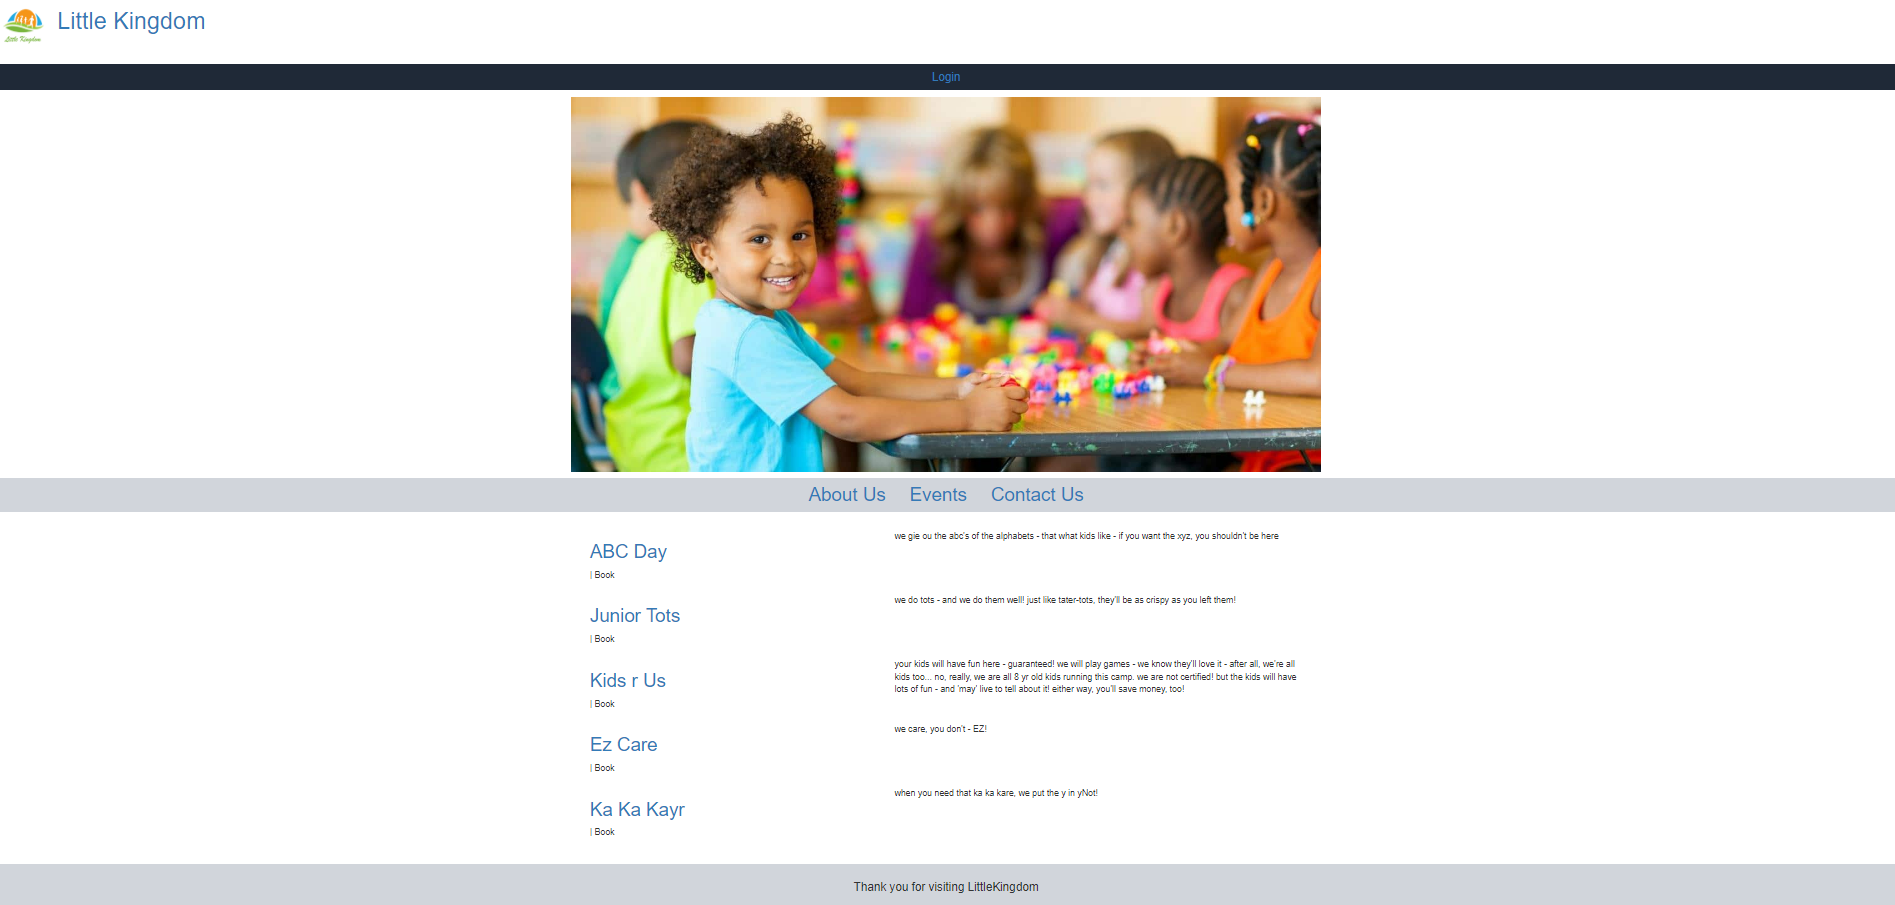 Little Kingdom
Little Kingdom
Login
About Us Events Contact Us
ABC Day
| Book
we gie ou the abc's of the alphabets - that what kids like - if you want the xyz, you shouldn't be here
Junior Tots
| Book
we do tots - and we do them well! just like tater-tots, they'll be as crispy as you left them!
Kids r Us
| Book
your kids will have fun here - guaranteed! we will play games - we know they'll love it - after all, we're all
kids too... no, really, we are all 8 yr old kids running this camp. we are not certified! but the kids will have
lots of fun - and 'may' live to tell about it! either way, you'll save money, too!
Ez Care
| Book
we care, you don't - EZ!
Ka Ka Kayr
| Book
when you need that ka ka kare, we put the y in yNot!
Thank you for visiting LittleKingdom